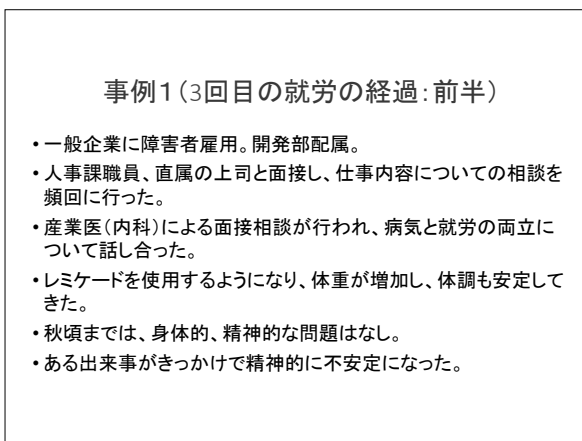 事例1(3回目の就労の経過:前半)
• 一般企業に障害者雇用。開発部配属。
• 人事課職員、直属の上司と面接し、仕事内容についての相談を
頻回に行った。
• 産業医(内科)による面接相談が行われ、病気と就労の両立に
ついて話し合った。
• レミケードを使用するようになり、体重が増加し、体調も安定して
きた。
• 秋頃までは、身体的、精神的な問題はなし。
• ある出来事がきっかけで精神的に不安定になった。